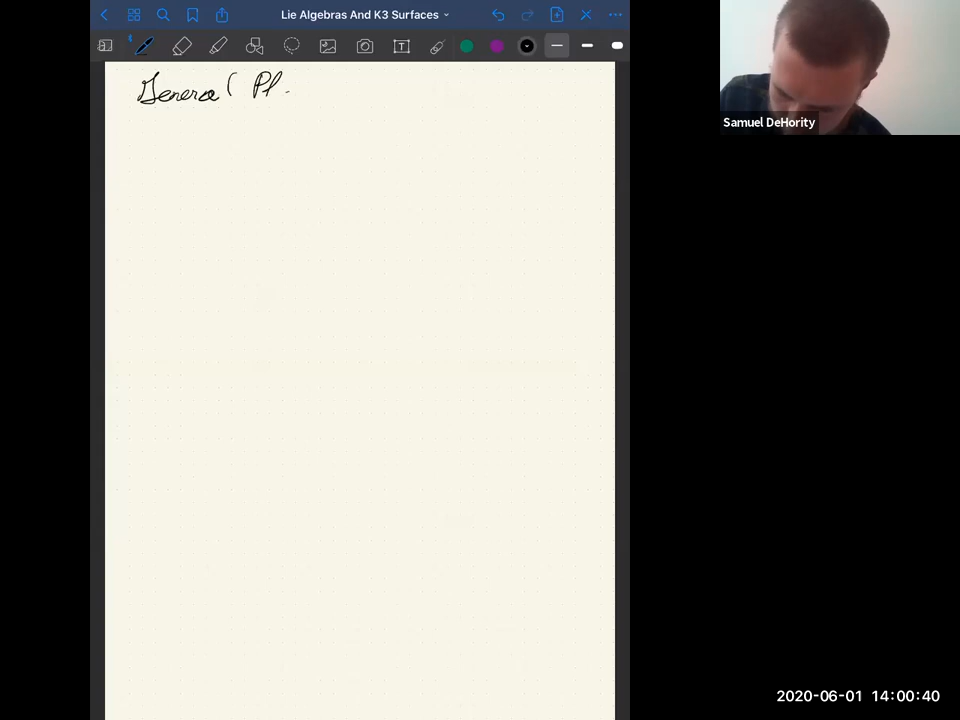 Lie Algebras And K3 Surfaces
General Pl
Samuel DeHority
2020-06-01 14:00:40